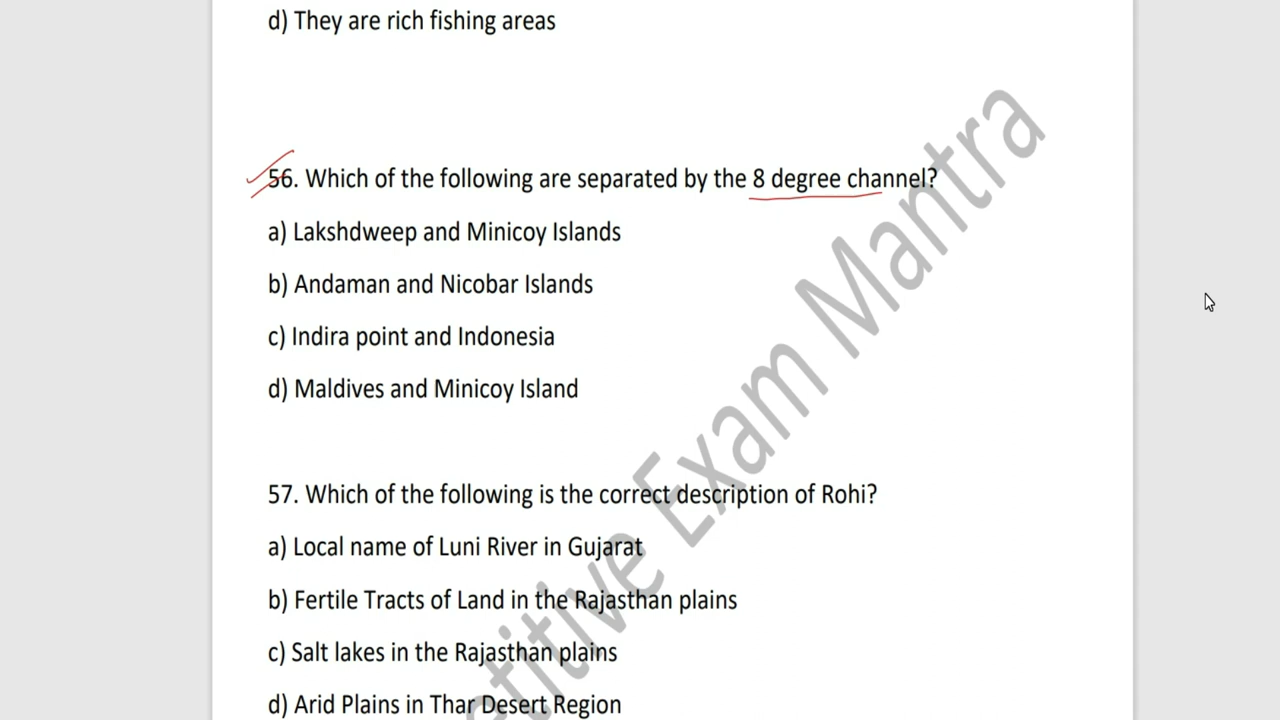 d) They are rich fishing areas
56. Which of the following are separated by the 8 degree channel?
a) Lakshdweep and Minicoy Islands
b) Andaman and Nicobar Islands
c) Indira point and Indonesia
d) Maldives and Minicoy Island
57. Which of the following is the correct description of Rohi?
a) Local name of Luni River in Gujarat
b) Fertile Tracts of Land in the Rajasthan plains
c) Salt lakes in the Rajasthan plains
d) Arid Plains in Thar Desert Region
etitive Exam Mantra